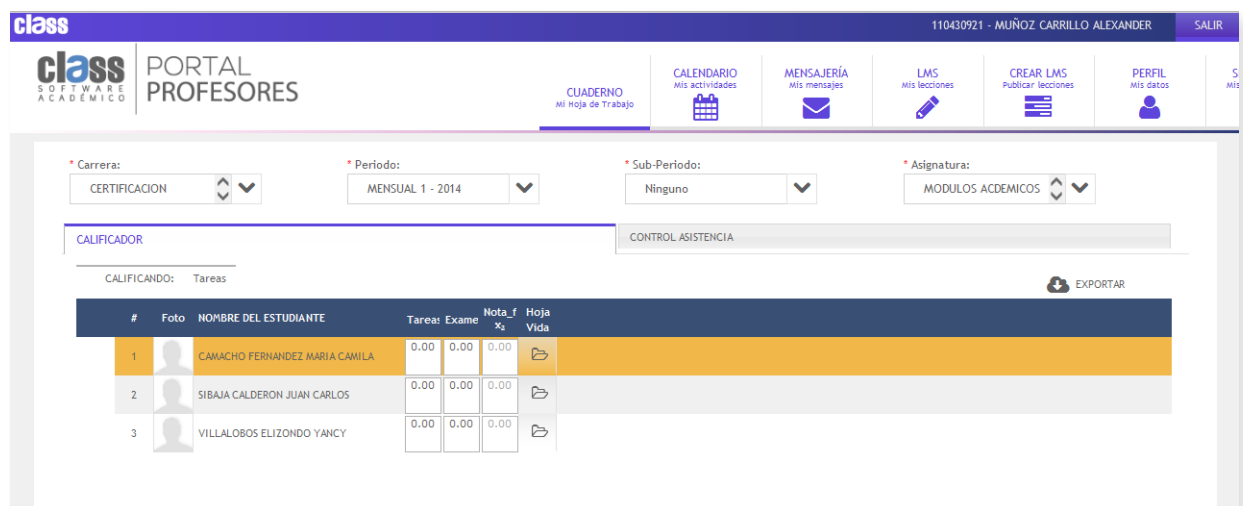 class
110430921 - MUÑOZ CARRILLO ALEXANDER
SALIR
class
SOFTWARE
ACADÉMICO
PORTAL
PROFESORES
CUADERNO
Mi Hoja de Trabajo
CALENDARIO
Mis actividades
MENSAJERÍA
Mis mensajes
LMS
Mis lecciones
CREAR LMS
Publicar lecciones
PERFIL
Mis datos
S
Mis
* Carrera:
CERTIFICACION
* Periodo:
MENSUAL 1 - 2014
* Sub-Periodo:
Ninguno
* Asignatura:
MODULOS ACDEMICOS
CALIFICADOR
CONTROL ASISTENCIA
CALIFICANDO: Tareas
EXPORTAR
# Foto NOMBRE DEL ESTUDIANTE Tareas Exame Nota_f x₂ Hoja Vida
1 CAMACHO FERNANDEZ MARIA CAMILA 0.00 0.00 0.00
2 SIBAJA CALDERON JUAN CARLOS 0.00 0.00 0.00
3 VILLALOBOS ELIZONDO YANCY 0.00 0.00 0.00